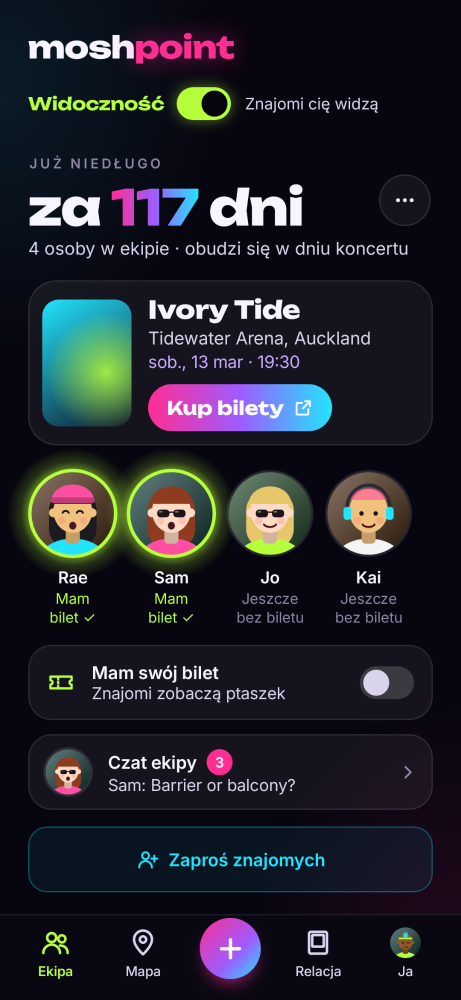 moshpoint
Widoczność
Znajomi cię widzą
JUŻ NIEDŁUGO
za 117 dni
4 osoby w ekipie · obudzi się w dniu koncertu
Ivory Tide
Tidewater Arena, Auckland
sob., 13 mar · 19:30
Kup bilety
Rae
Mam
bilet ✓
Sam
Mam
bilet ✓
Jo
Jeszcze
bez biletu
Kai
Jeszcze
bez biletu
Mam swój bilet
Znajomi zobaczą ptaszek
Czat ekipy 3
Sam: Barrier or balcony?
Zaproś znajomych
Ekipa
Mapa
Relacja
Ja